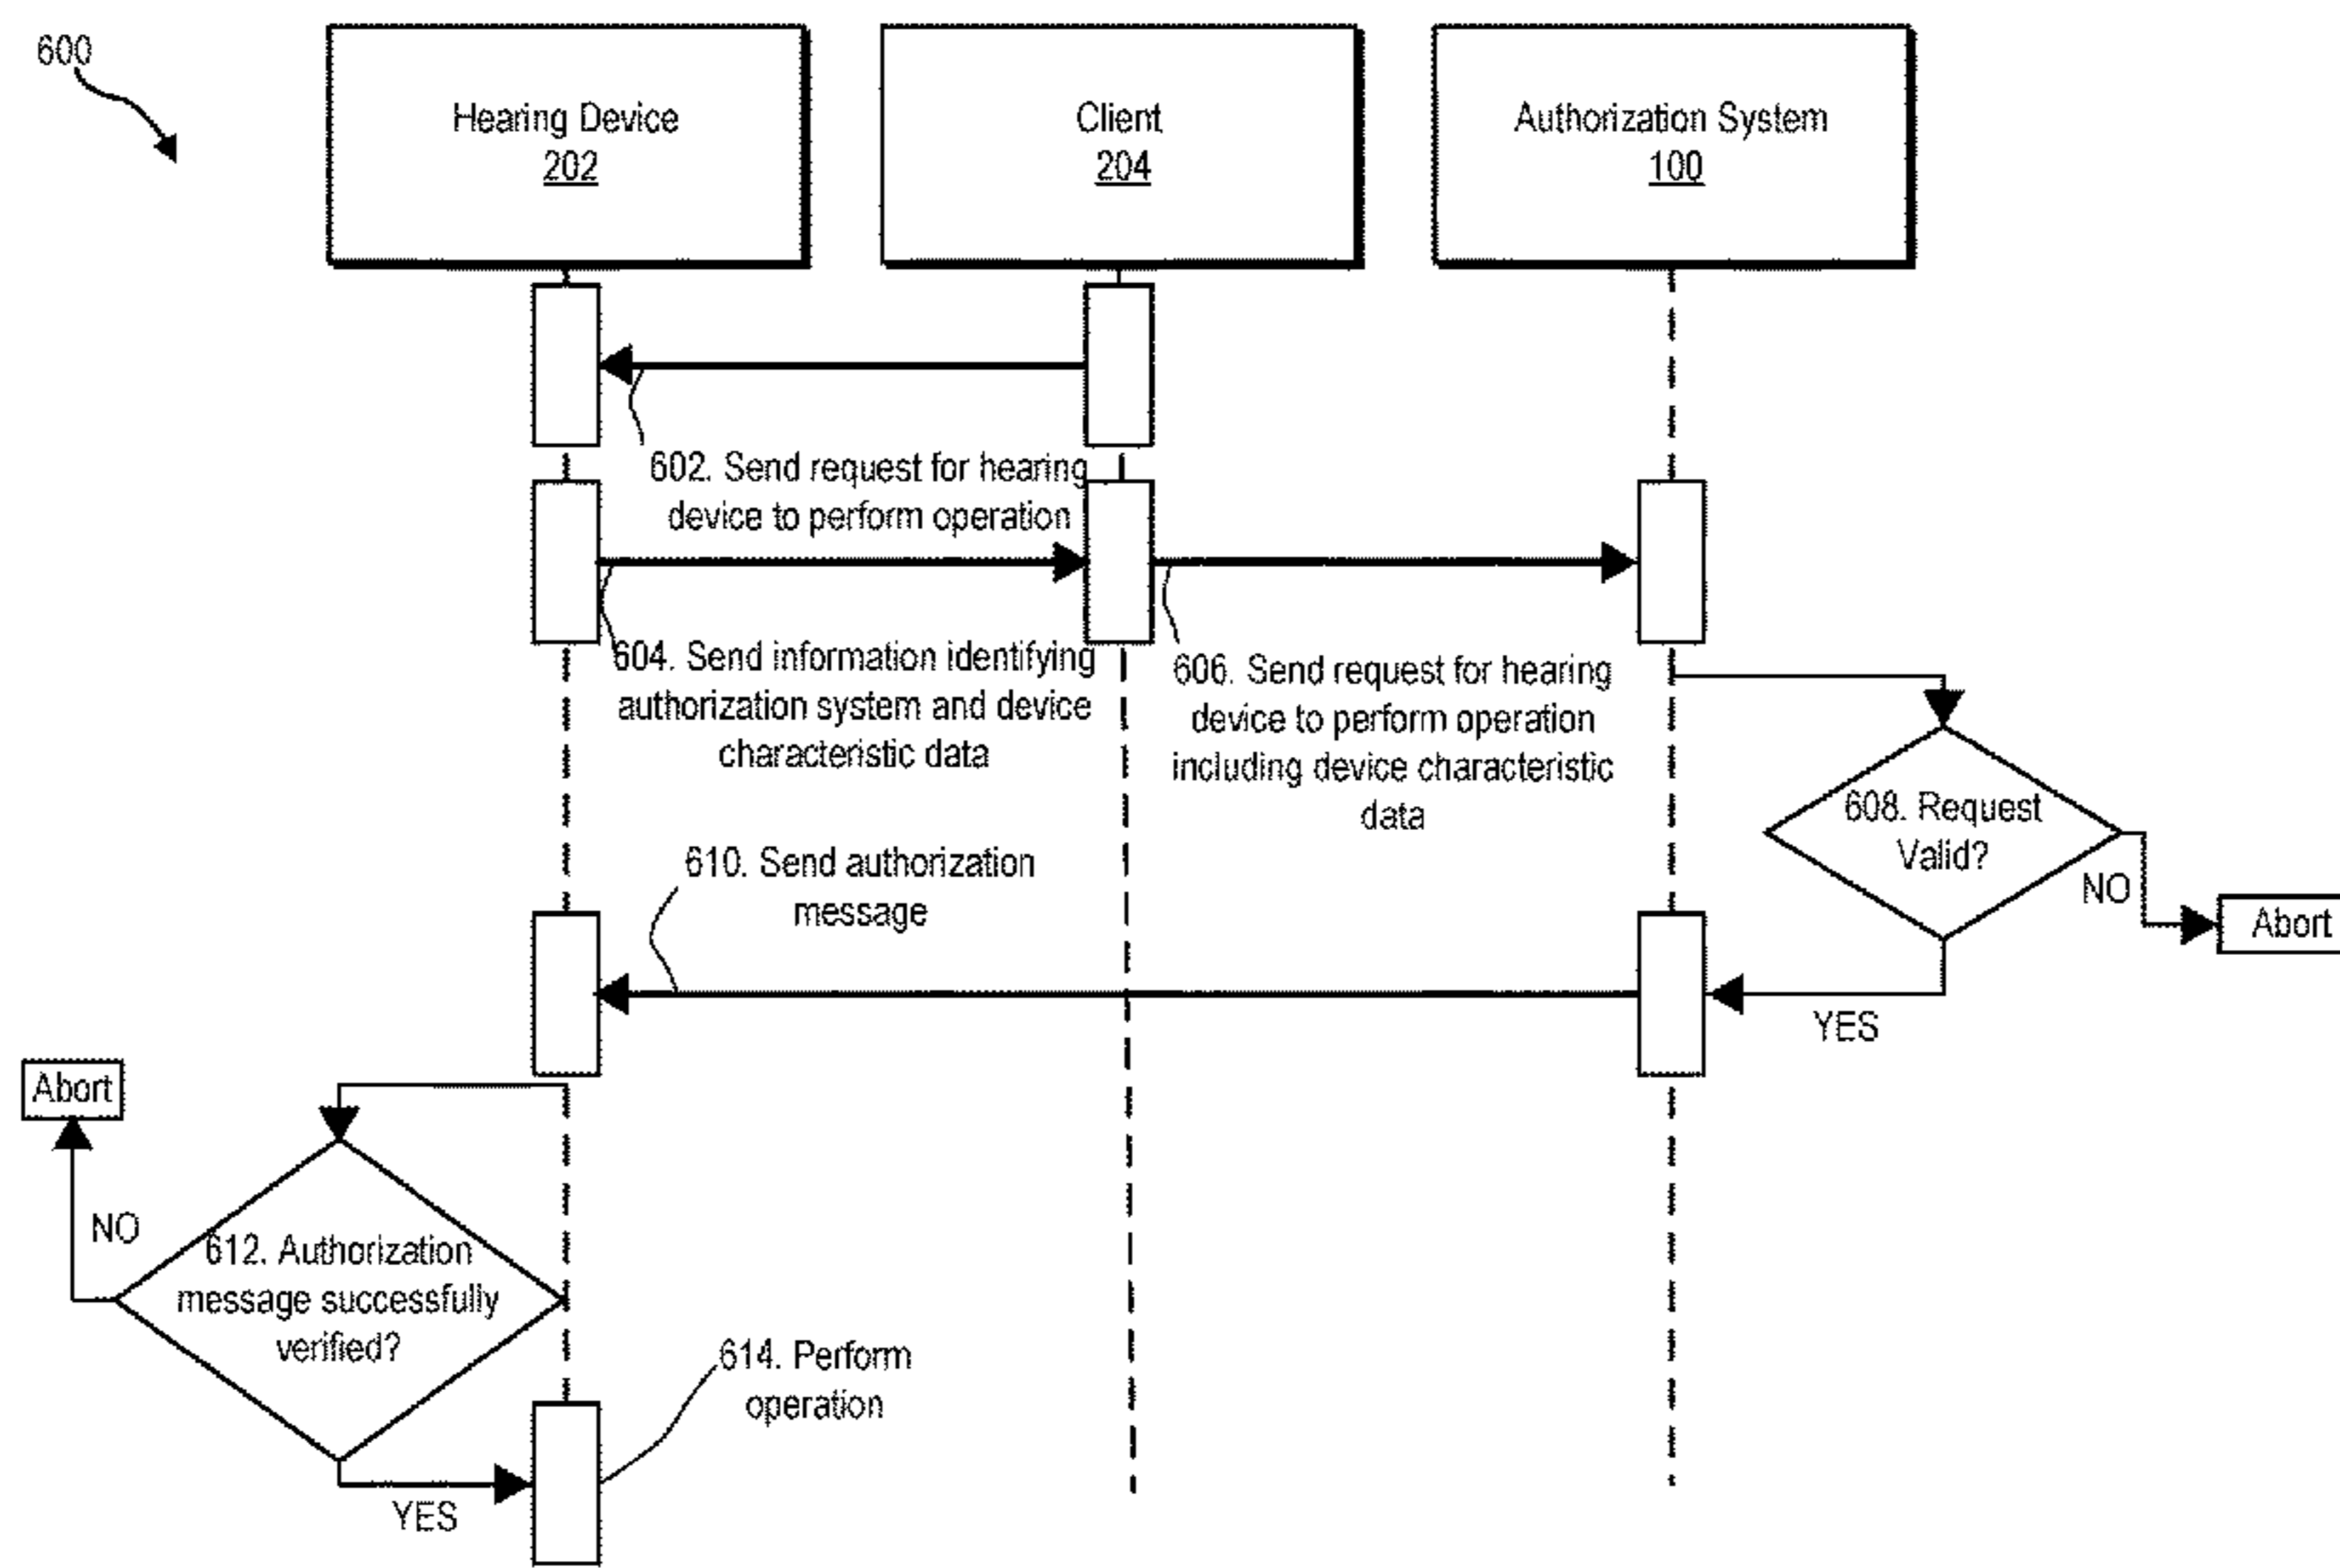 600
Hearing Device
202
Client
204
Authorization System
100
602. Send request for hearing
device to perform operation
604. Send information identifying
authorization system and device
characteristic data
606. Send request for hearing
device to perform operation
including device characteristic
data
608. Request
Valid?
NO
Abort
YES
610. Send authorization
message
Abort
NO
612. Authorization
message successfully
verified?
YES
614. Perform
operation